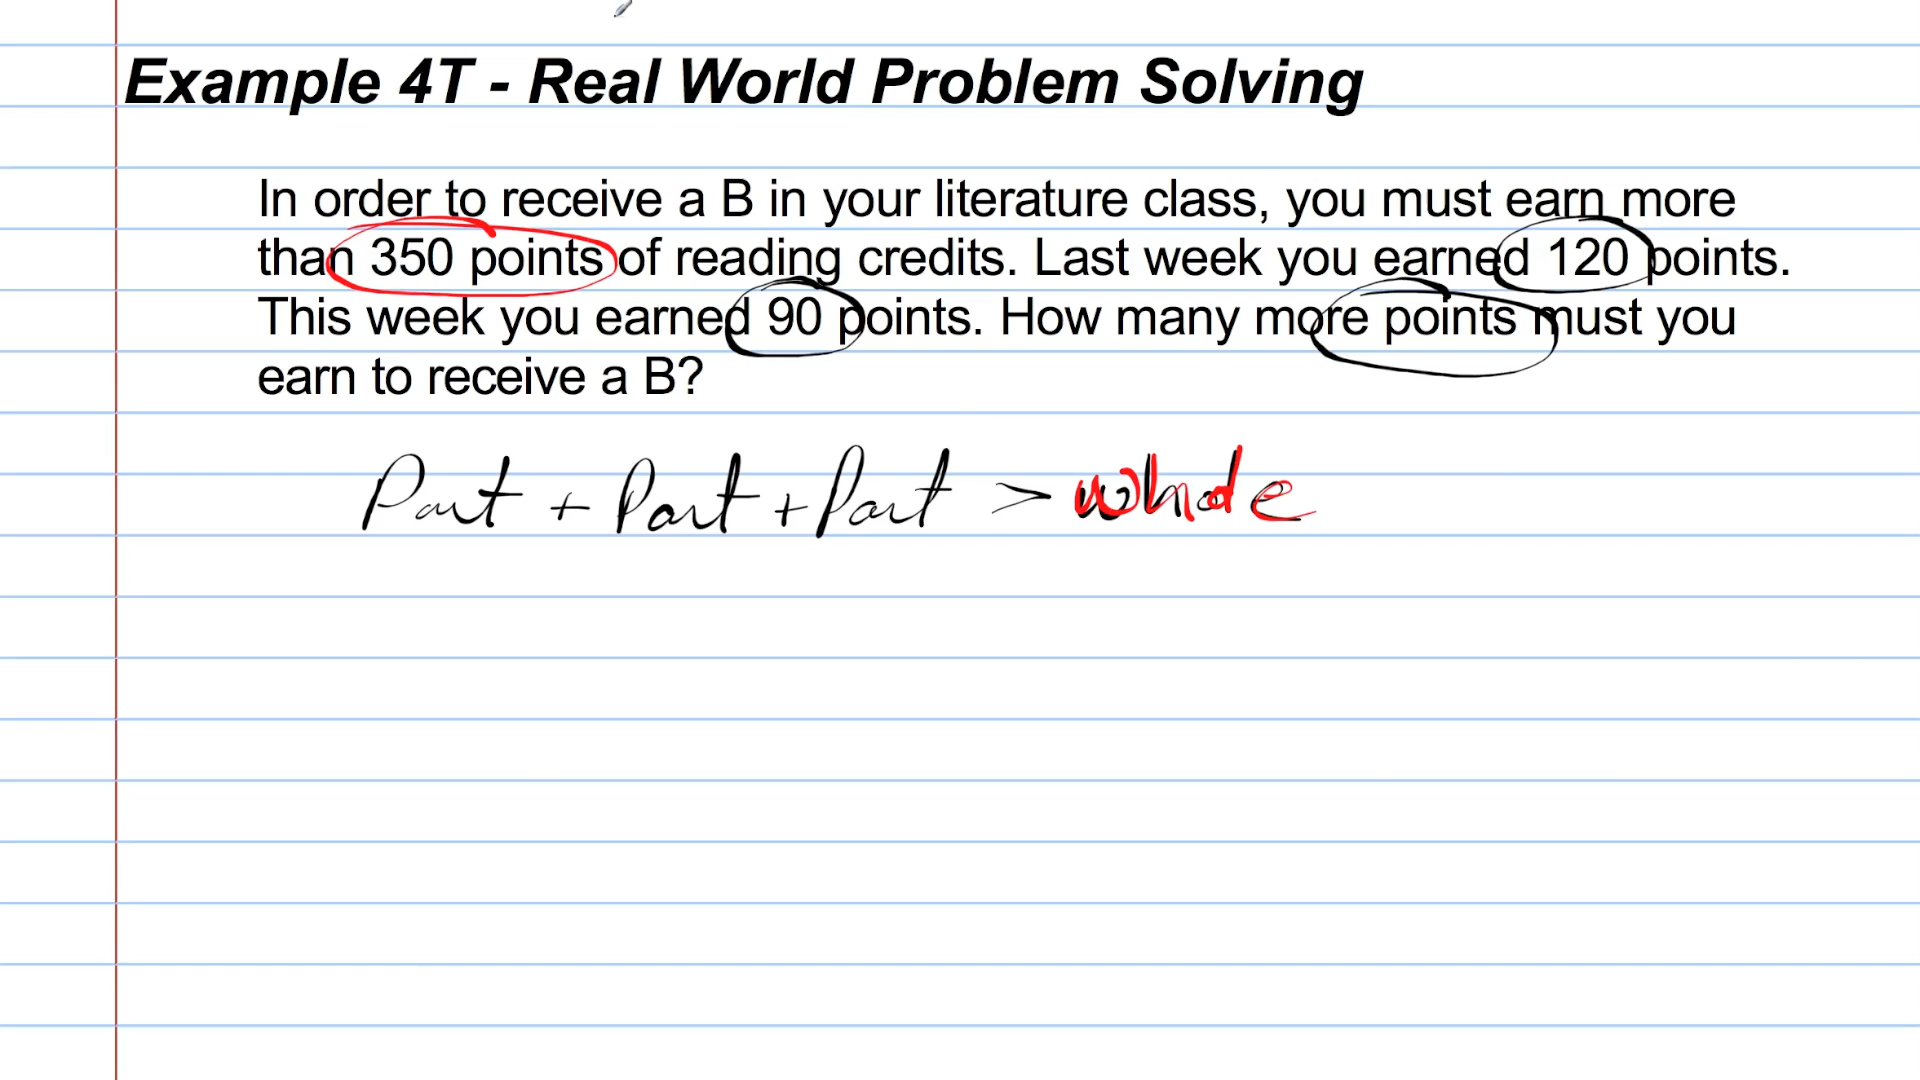 Example 4T - Real World Problem Solving
In order to receive a B in your literature class, you must earn more
than 350 points of reading credits. Last week you earned 120 points.
This week you earned 90 points. How many more points must you
earn to receive a B?
Part + Part + Part > whole